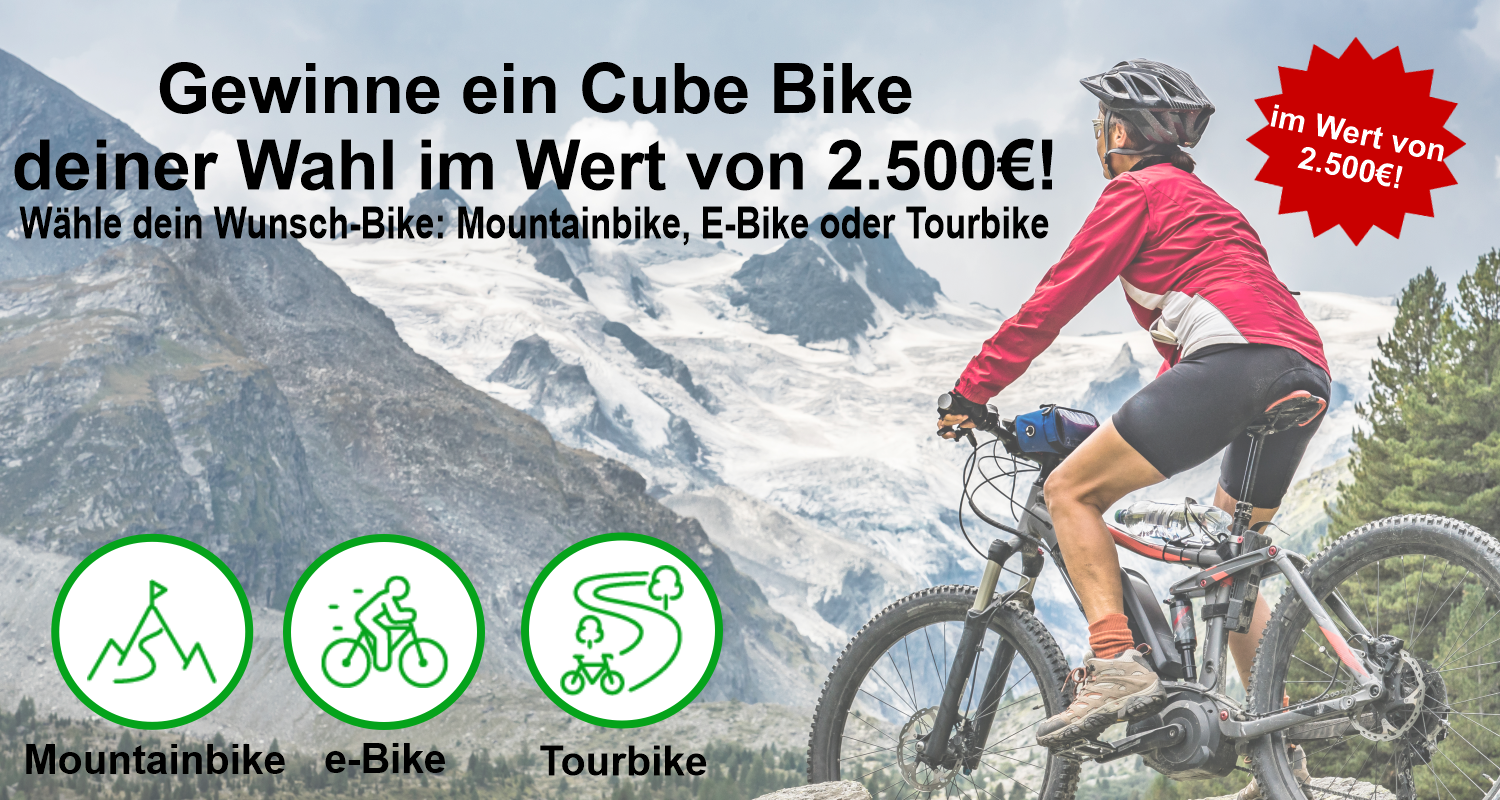 Gewinne ein Cube Bike
deiner Wahl im Wert von 2.500€!
Wähle dein Wunsch-Bike: Mountainbike, E-Bike oder Tourbike
im Wert von
2.500€!
Mountainbike
e-Bike
Tourbike